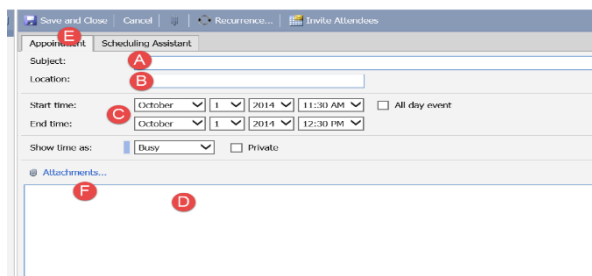 Save and Close Cancel Recurrence... Invite Attendees
E
Appointment Scheduling Assistant
Subject: A
Location: B
Start time: October 1 2014 11:30 AM All day event
C
End time: October 1 2014 12:30 PM
Show time as: Busy Private
Attachments...
F
D